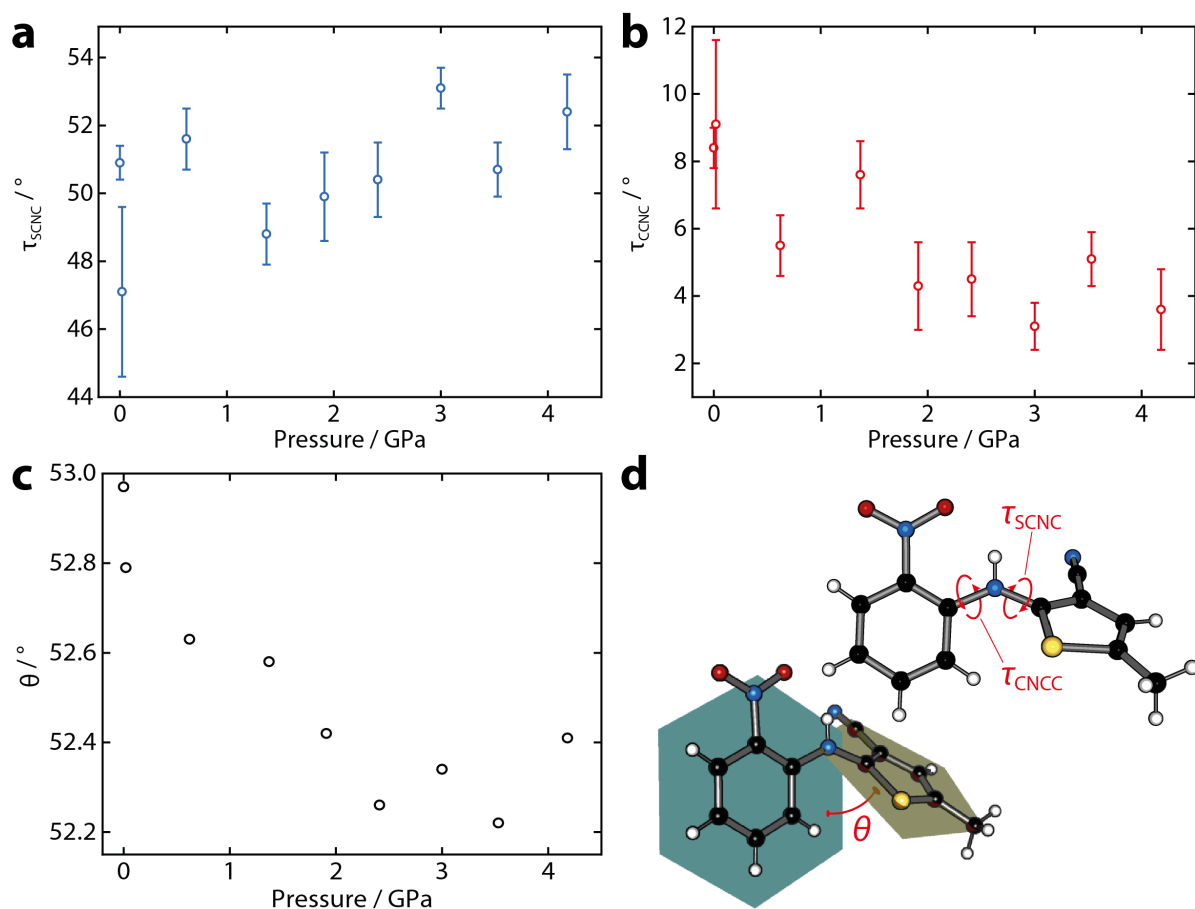 a
54
52
50
48
46
44
τSCNC / °
0 1 2 3 4
Pressure / GPa
b
12
10
8
6
4
2
τCCNC / °
0 1 2 3 4
Pressure / GPa
c
53.0
52.8
52.6
52.4
52.2
θ / °
0 1 2 3 4
Pressure / GPa
d
τSCNC
τCNCC
θ